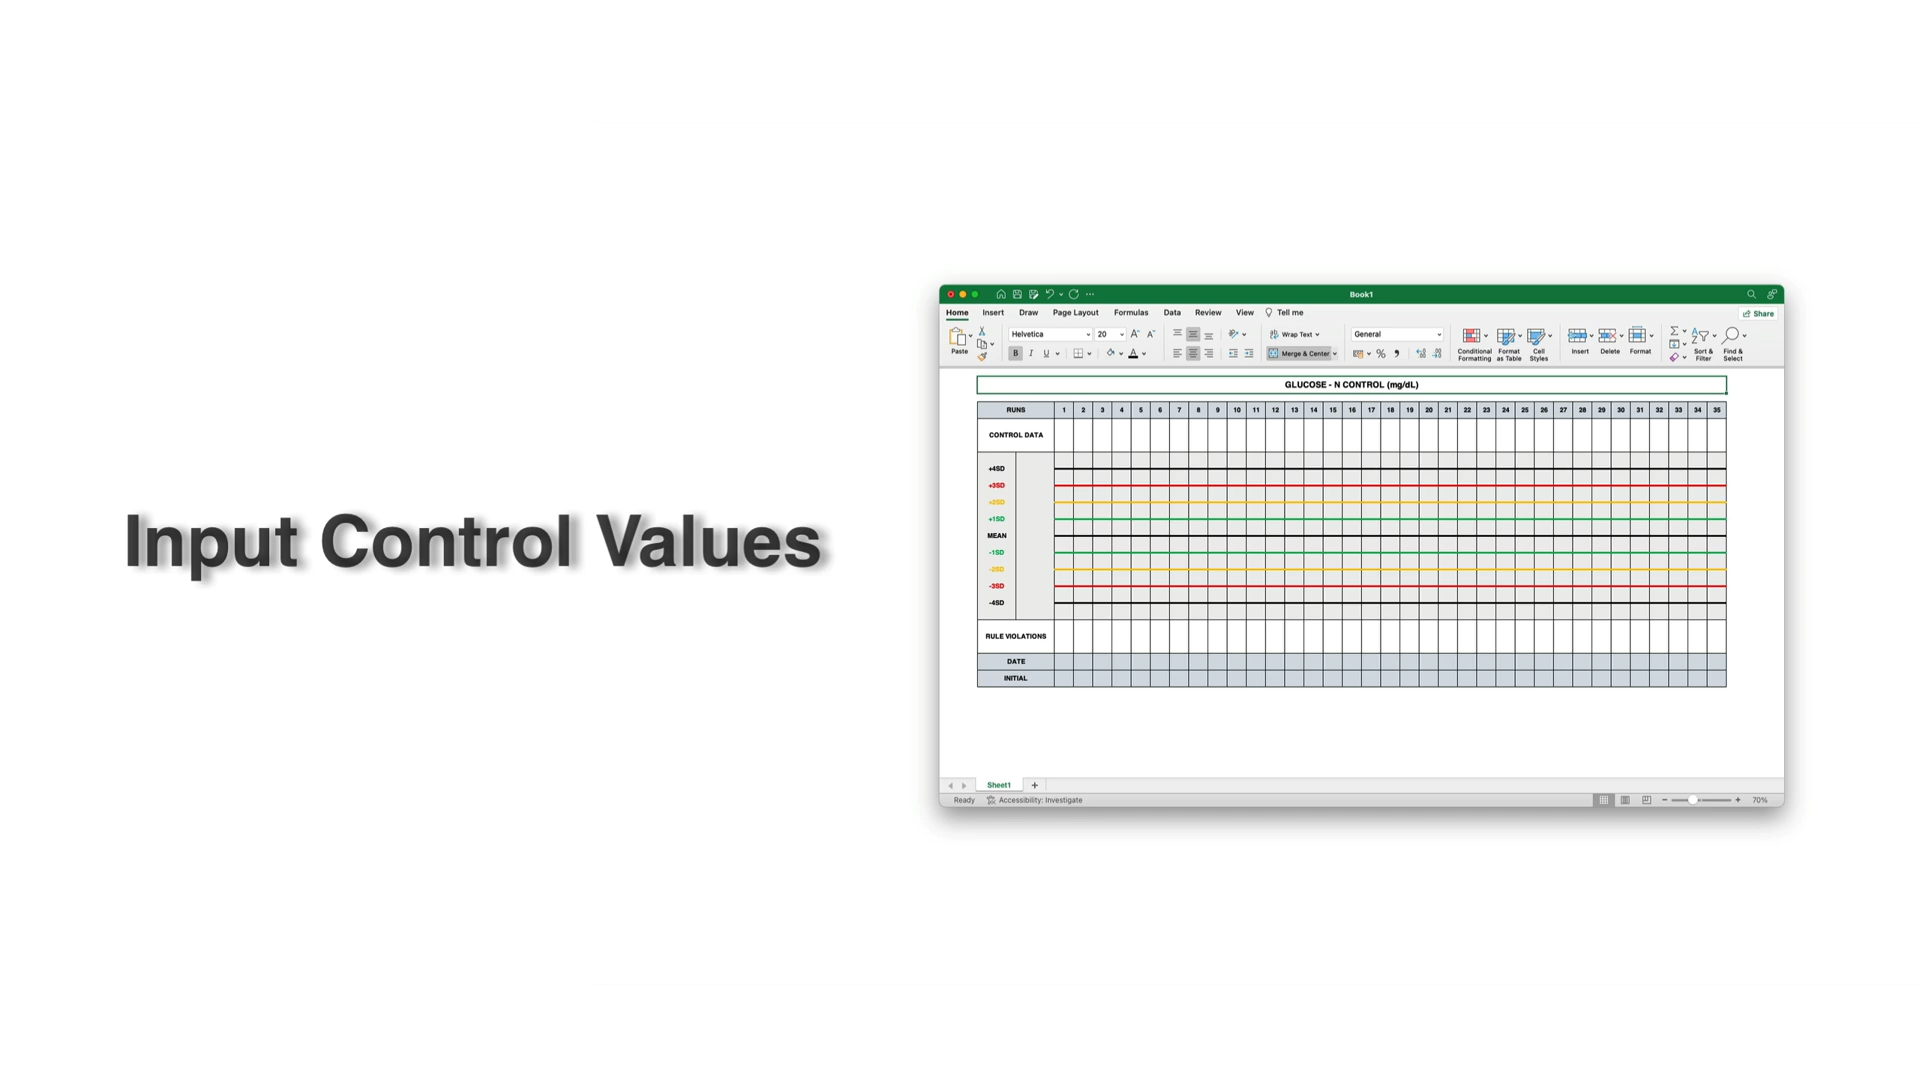 Input Control Values
Book1
Home Insert Draw Page Layout Formulas Data Review View Tell me Share
Paste Helvetica 20 Wrap Text General Conditional Formatting Format as Table Cell Styles Insert Delete Format Sort & Filter Find & Select
B I U Merge & Center
GLUCOSE - N CONTROL (mg/dL)
RUNS 1 2 3 4 5 6 7 8 9 10 11 12 13 14 15 16 17 18 19 20 21 22 23 24 25 26 27 28 29 30 31 32 33 34 35
CONTROL DATA
+4SD
+3SD
+2SD
+1SD
MEAN
-1SD
-2SD
-3SD
-4SD
RULE VIOLATIONS
DATE
INITIAL
Sheet1
Ready Accessibility: Investigate 70%